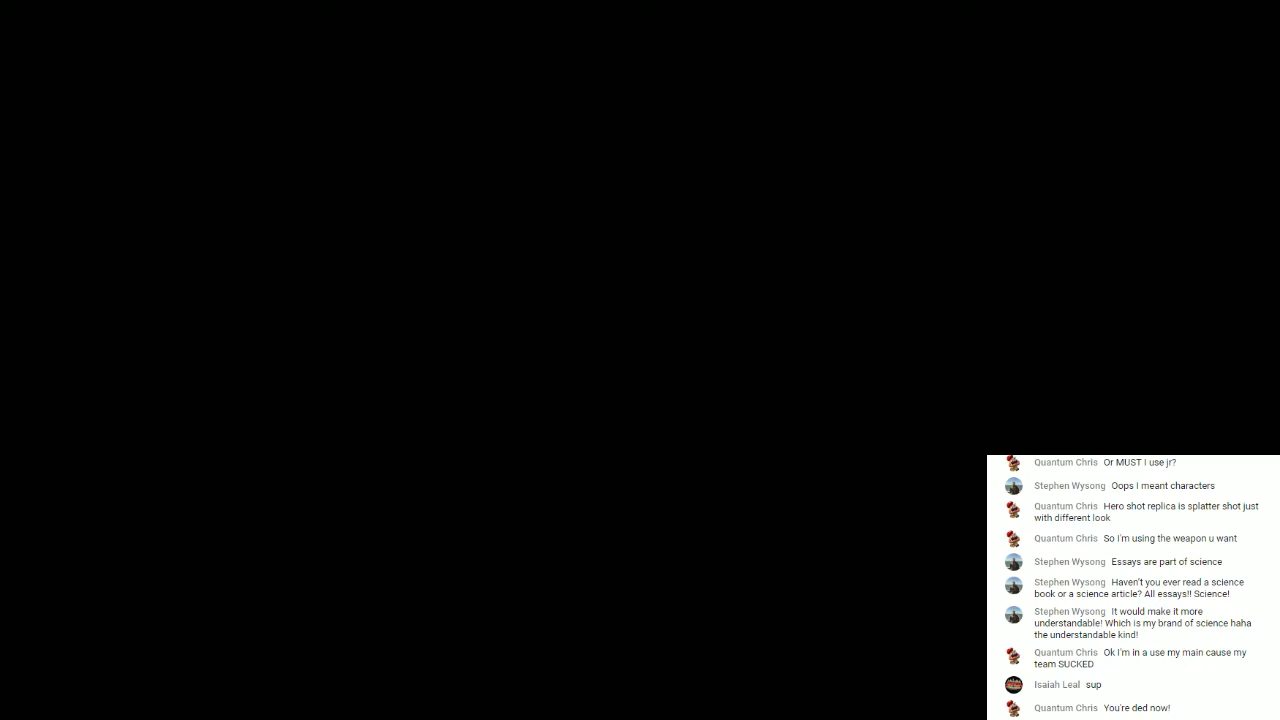 Quantum Chris Or MUST I use jr?
Stephen Wysong Oops I meant characters
Quantum Chris Hero shot replica is splatter shot just
with different look
Quantum Chris So I'm using the weapon u want
Stephen Wysong Essays are part of science
Stephen Wysong Haven't you ever read a science
book or a science article? All essays!! Science!
Stephen Wysong It would make it more
understandable! Which is my brand of science haha
the understandable kind!
Quantum Chris Ok I'm in a use my main cause my
team SUCKED
Isaiah Leal sup
Quantum Chris You're ded now!